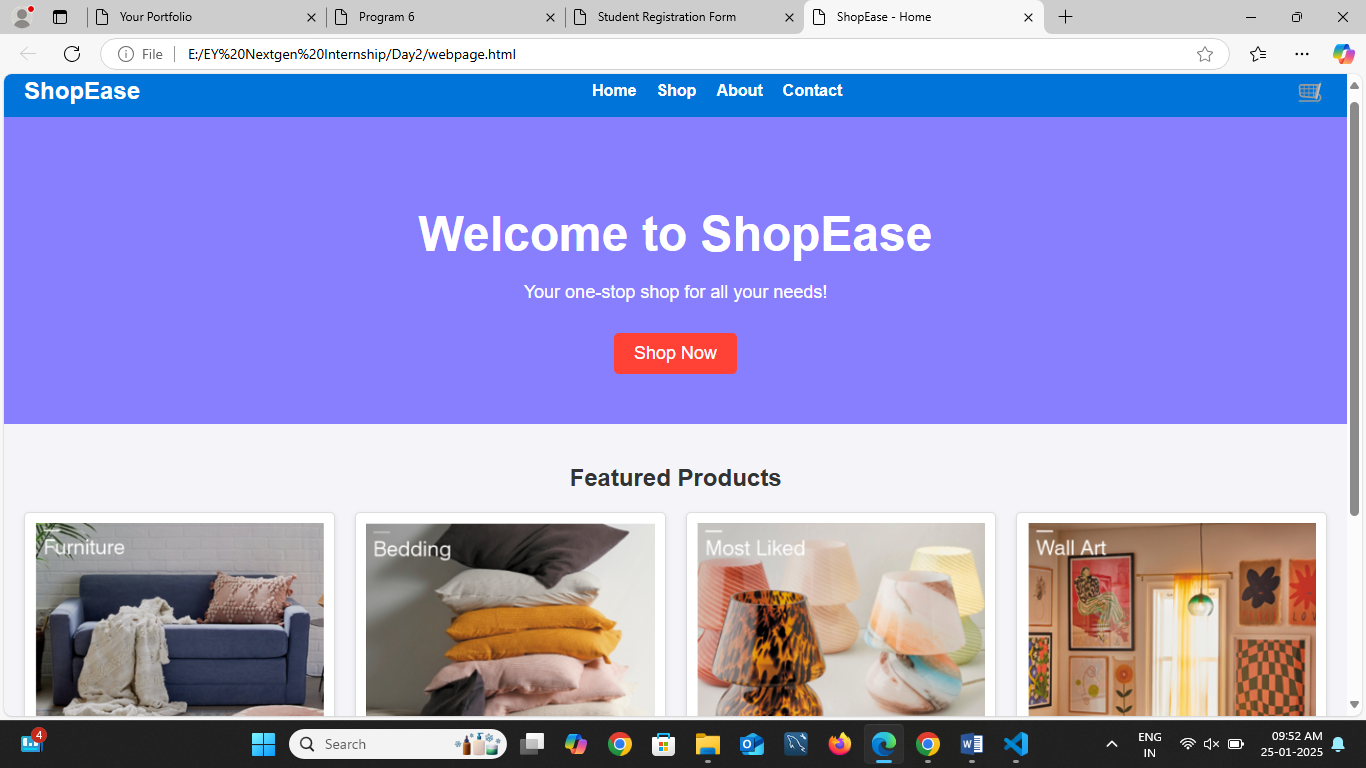 Your Portfolio
Program 6
Student Registration Form
ShopEase - Home
File
E:/EY%20Nextgen%20Internship/Day2/webpage.html
ShopEase
Home Shop About Contact
Welcome to ShopEase
Your one-stop shop for all your needs!
Shop Now
Featured Products
Furniture
Bedding
Most Liked
Wall Art
4
Search
ENG
IN
09:52 AM
25-01-2025